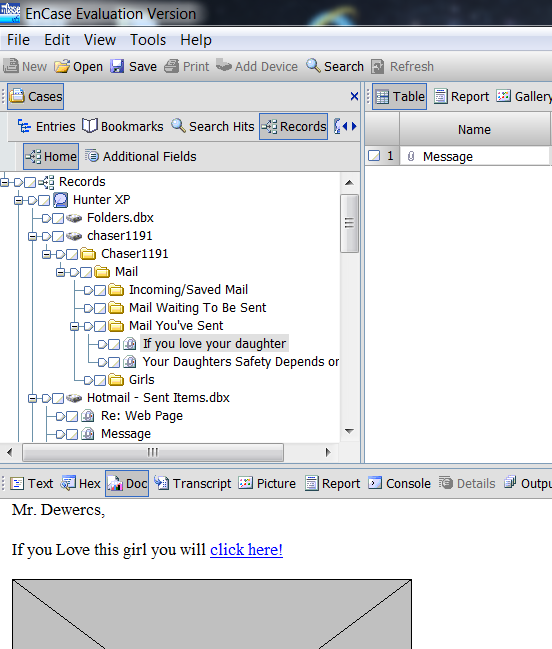 EnCase Evaluation Version
File Edit View Tools Help
New Open Save Print Add Device Search Refresh
Cases
Table Report Gallery
Entries Bookmarks Search Hits Records
Home Additional Fields
Name
1 Message
Records
Hunter XP
Folders.dbx
chaser1191
Chaser1191
Mail
Incoming/Saved Mail
Mail Waiting To Be Sent
Mail You've Sent
If you love your daughter
Your Daughters Safety Depends or
Girls
Hotmail - Sent Items.dbx
Re: Web Page
Message
Text Hex Doc Transcript Picture Report Console Details Outpu
Mr. Dewercs,
If you Love this girl you will click here!